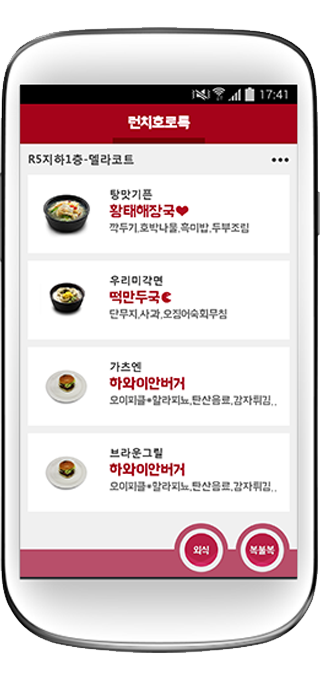 17:41
런치호로록
R5지하1층-델라코트
탕맛기픈
황태해장국❤
깍두기,호박나물,흑미밥,두부조림
우리미각면
떡만두국
단무지,사과,오징어숙회무침
가츠엔
하와이안버거
오이피클*할라피뇨,탄산음료,감자튀김..
브라운그릴
하와이안버거
오이피클*할라피뇨,탄산음료,감자튀김..
외식
복불복